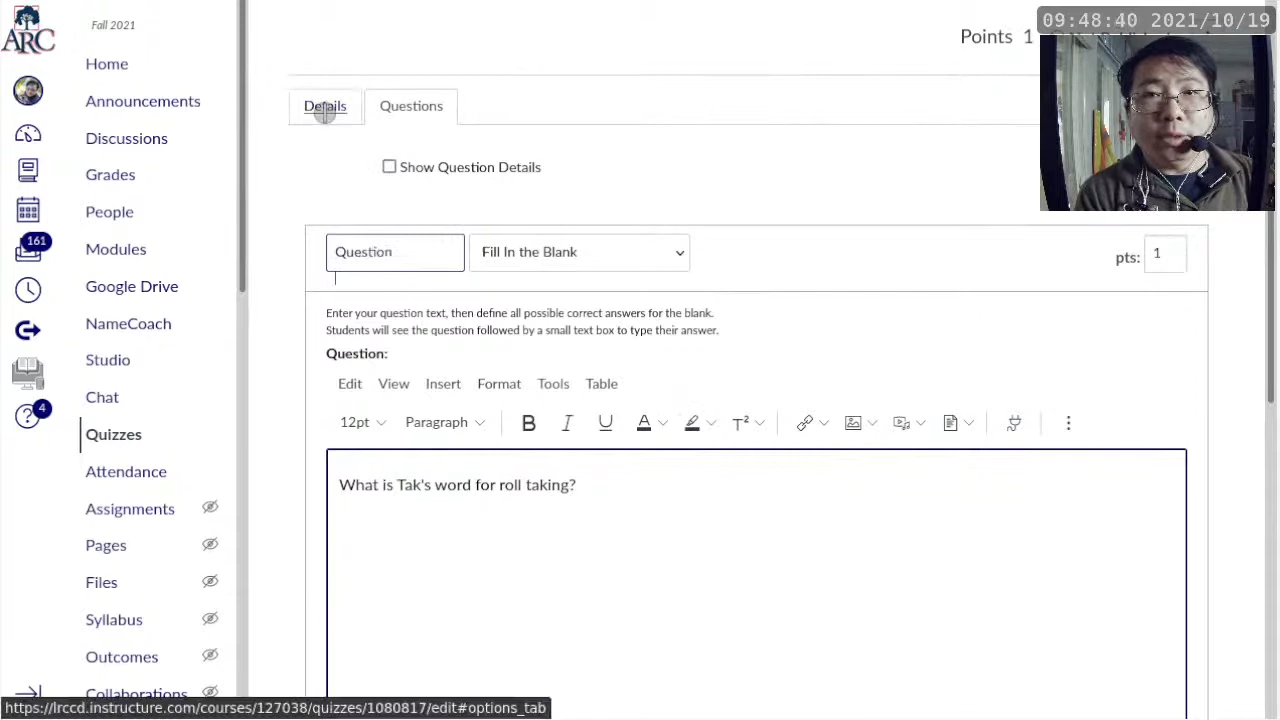 09:48:40 2021/10/19
ARC
Fall 2021
Points 1
Home
Announcements
Discussions
Grades
People
161
Modules
Google Drive
NameCoach
Studio
Chat
4
Quizzes
Attendance
Assignments
Pages
Files
Syllabus
Outcomes
Collaborations
Details
Questions
Show Question Details
Question
Fill In the Blank
pts: 1
Enter your question text, then define all possible correct answers for the blank.
Students will see the question followed by a small text box to type their answer.
Question:
Edit View Insert Format Tools Table
12pt Paragraph B I U A T²
What is Tak's word for roll taking?
https://lrccd.instructure.com/courses/127038/quizzes/1080817/edit#options_tab